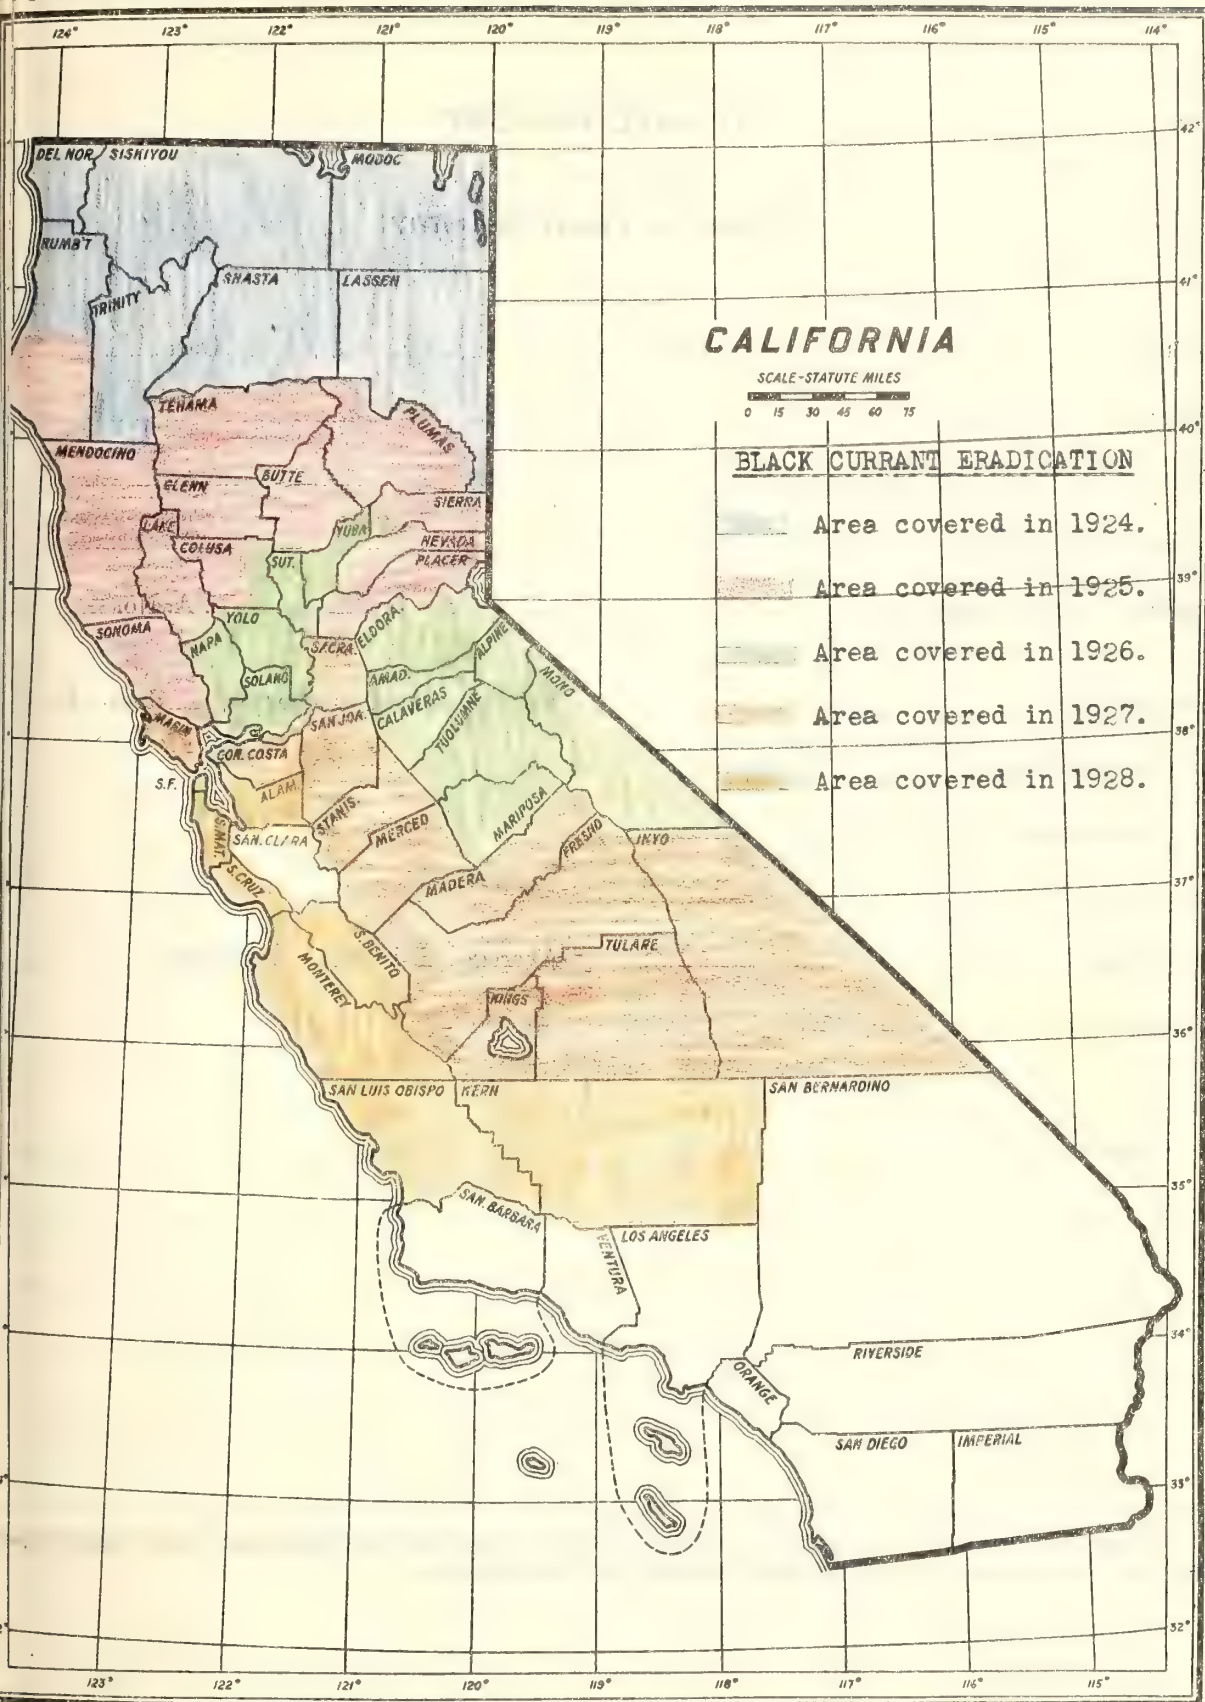 124° 123° 122° 121° 120° 119° 118° 117° 116° 115° 114°
42°
DEL NOR. SISKIYOU MODOC
HUMB'T
41°
SHASTA LASSEN
TRINITY
CALIFORNIA
SCALE-STATUTE MILES
0 15 30 45 60 75
TEHAMA PLUMAS
40°
MENDOCINO
BLACK CURRANT ERADICATION
GLENN BUTTE
SIERRA
Area covered in 1924.
LAKE YUBA
COLUSA NEVADA
SUT. PLACER
39°
Area covered in 1925.
YOLO
SONOMA
NAPA SACRA. ELDORA. ALPINE
Area covered in 1926.
SOLANO AMAD. MONO
MARIN SAN JOA. CALAVERAS TUOLUMNE
Area covered in 1927.
38°
COR. COSTA
S.F. ALAM.
Area covered in 1928.
S. MAT. SAN. CLARA STANIS. MERCED MARIPOSA FRESNO INYO
S. CRUZ MADERA
37°
S. BENITO
MONTEREY
TULARE
KINGS
36°
SAN LUIS OBISPO KERN SAN BERNARDINO
35°
SAN. BARBARA
VENTURA LOS ANGELES
34°
ORANGE RIVERSIDE
SAN DIEGO IMPERIAL
33°
32°
123° 122° 121° 120° 119° 118° 117° 116° 115°